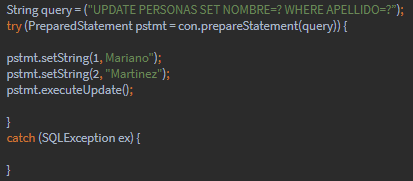 String query = ("UPDATE PERSONAS SET NOMBRE=? WHERE APELLIDO=?”);
try (PreparedStatement pstmt = con.prepareStatement(query)) {
pstmt.setString(1, Mariano");
pstmt.setString(2, "Martinez");
pstmt.executeUpdate();
}
catch (SQLException ex) {
}